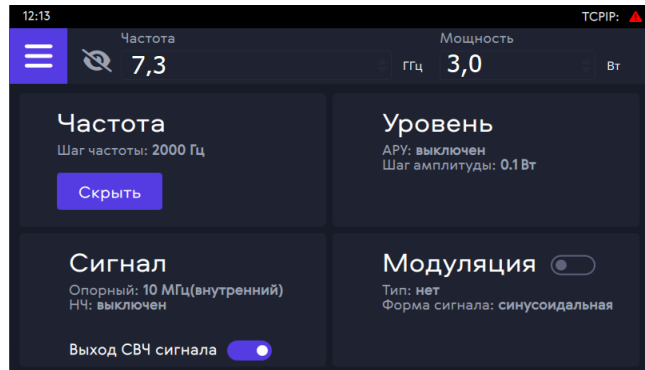 12:13 TCPIP:
Частота Мощность
7,3 ГГц 3,0 Вт
Частота
Шаг частоты: 2000 Гц
Скрыть
Уровень
АРУ: выключен
Шаг амплитуды: 0.1 Вт
Сигнал
Опорный: 10 МГц(внутренний)
НЧ: выключен
Выход СВЧ сигнала
Модуляция
Тип: нет
Форма сигнала: синусоидальная